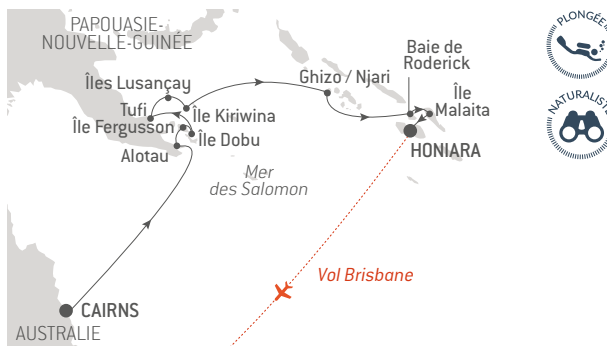 PAPOUASIE-
NOUVELLE-GUINÉE
Îles Lusançay
Tufi
Île Kiriwina
Île Fergusson
Île Dobu
Alotau
Mer
des Salomon
Ghizo / Njari
Baie de
Roderick
Île
Malaita
HONIARA
Vol Brisbane
CAIRNS
AUSTRALIE
PLONGÉE
NATURALISTE